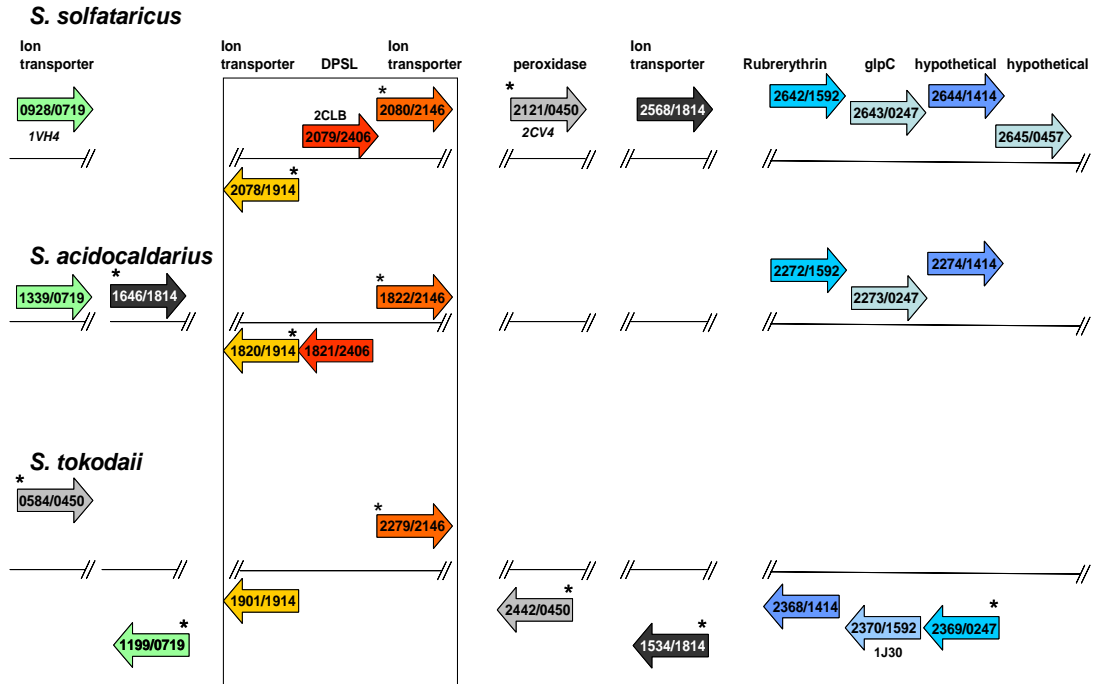 S. solfataricus
Ion transporter
Ion transporter
DPSL
Ion transporter
peroxidase
Ion transporter
Rubrerythrin
glpC
hypothetical
hypothetical
0928/0719
1VH4
2CLB
2079/2406
*
2080/2146
*
2121/0450
2CV4
2568/1814
2642/1592
2643/0247
2644/1414
2645/0457
*
2078/1914
S. acidocaldarius
1339/0719
*
1646/1814
*
1822/2146
2272/1592
2273/0247
2274/1414
*
1820/1914
1821/2406
S. tokodaii
*
0584/0450
*
2279/2146
*
1199/0719
1901/1914
*
2442/0450
*
1534/1814
2368/1414
2370/1592
1J30
*
2369/0247